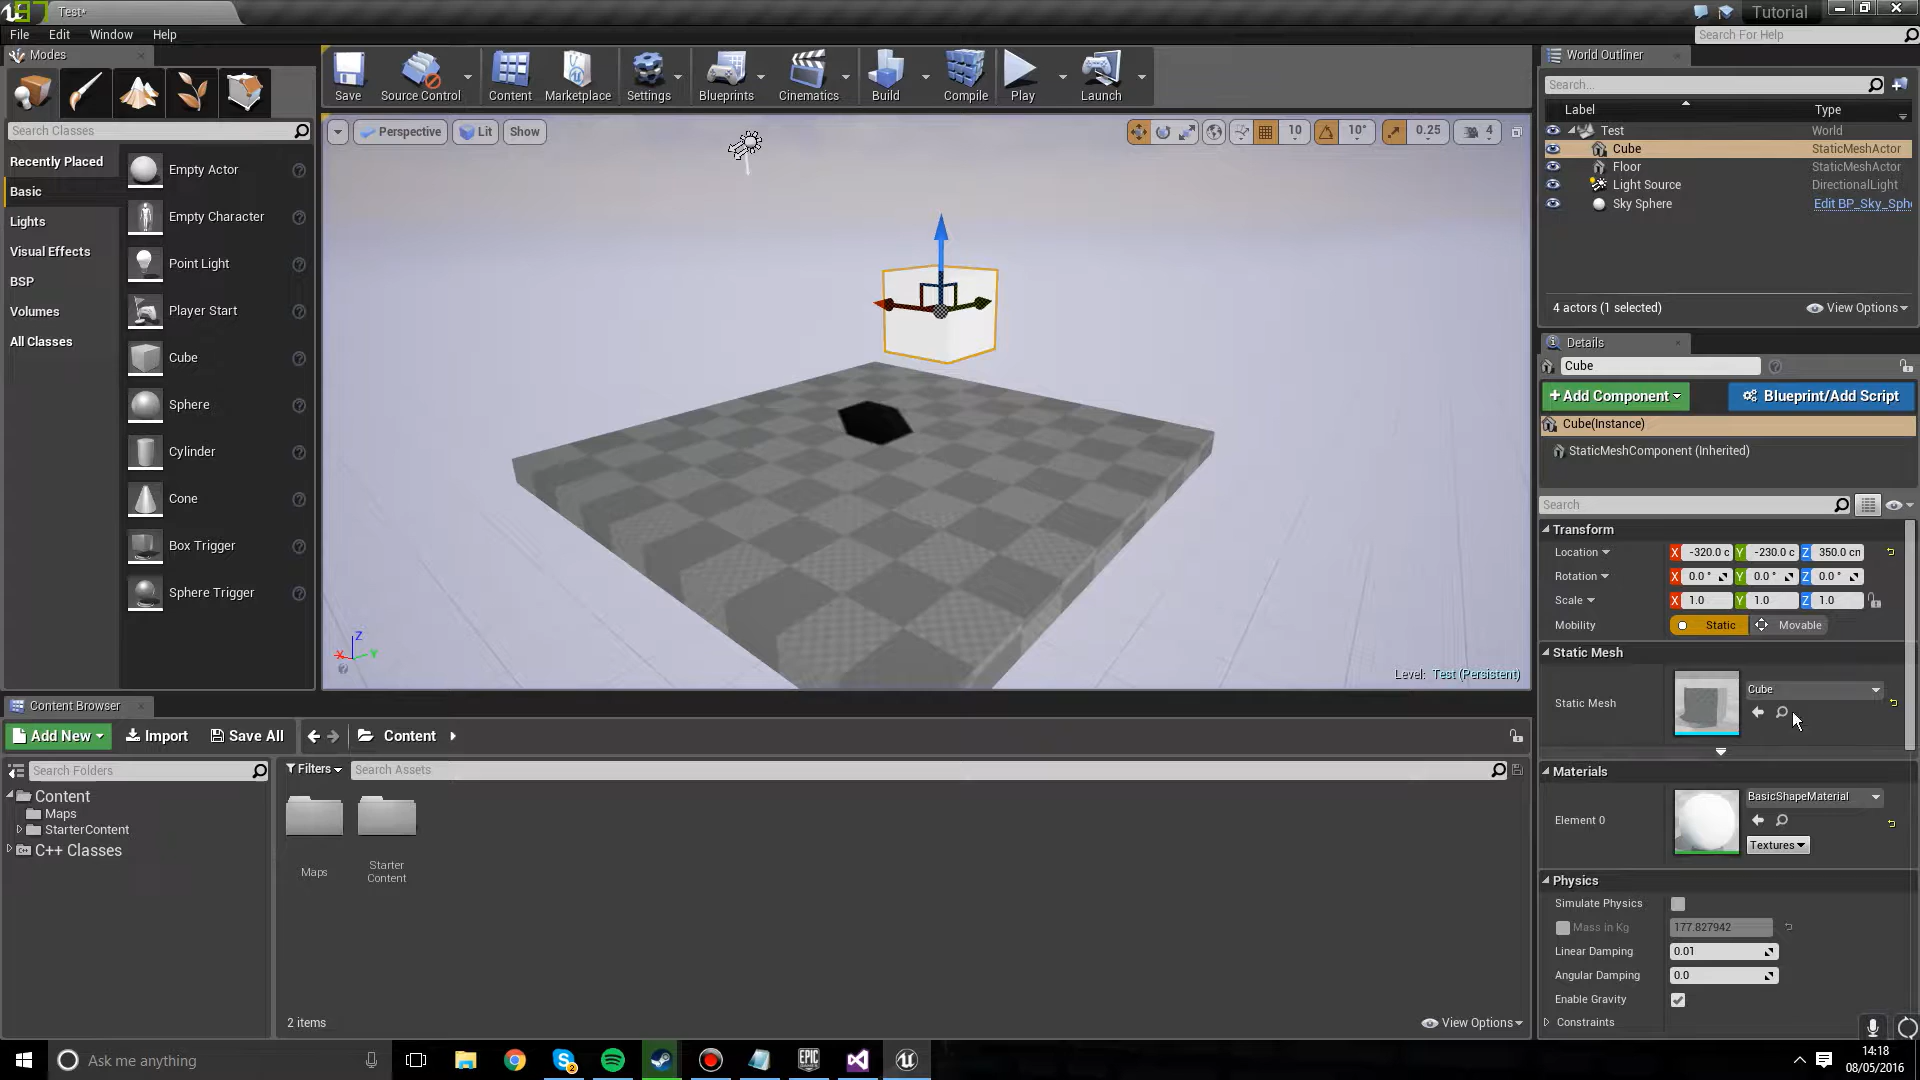 Test*
Tutorial
File Edit Window Help
Search For Help
Modes
Search Classes
Recently Placed
Basic
Lights
Visual Effects
BSP
Volumes
All Classes
Empty Actor
Empty Character
Point Light
Player Start
Cube
Sphere
Cylinder
Cone
Box Trigger
Sphere Trigger
Save Source Control Content Marketplace Settings Blueprints Cinematics Build Compile Play Launch
Perspective Lit Show
10 10° 0.25 4
Z
X Y
Level: Test (Persistent)
World Outliner
Search...
Label Type
Test World
Cube StaticMeshActor
Floor StaticMeshActor
Light Source DirectionalLight
Sky Sphere Edit BP_Sky_Sph
4 actors (1 selected) View Options
Details
Cube
+Add Component Blueprint/Add Script
Cube(Instance)
StaticMeshComponent (Inherited)
Search
Transform
Location X -320.0 c Y -230.0 c Z 350.0 cm
Rotation X 0.0 ° Y 0.0 ° Z 0.0 °
Scale X 1.0 Y 1.0 Z 1.0
Mobility Static Movable
Static Mesh
Static Mesh Cube
Materials
Element 0 BasicShapeMaterial
Textures
Physics
Simulate Physics
Mass in Kg 177.827942
Linear Damping 0.01
Angular Damping 0.0
Enable Gravity
Constraints
Content Browser
Add New Import Save All Content
Search Folders
Content
Maps
StarterContent
C++ Classes
Filters Search Assets
Maps
Starter
Content
2 items View Options
Ask me anything
2
EPIC
GAMES
14:18
08/05/2016